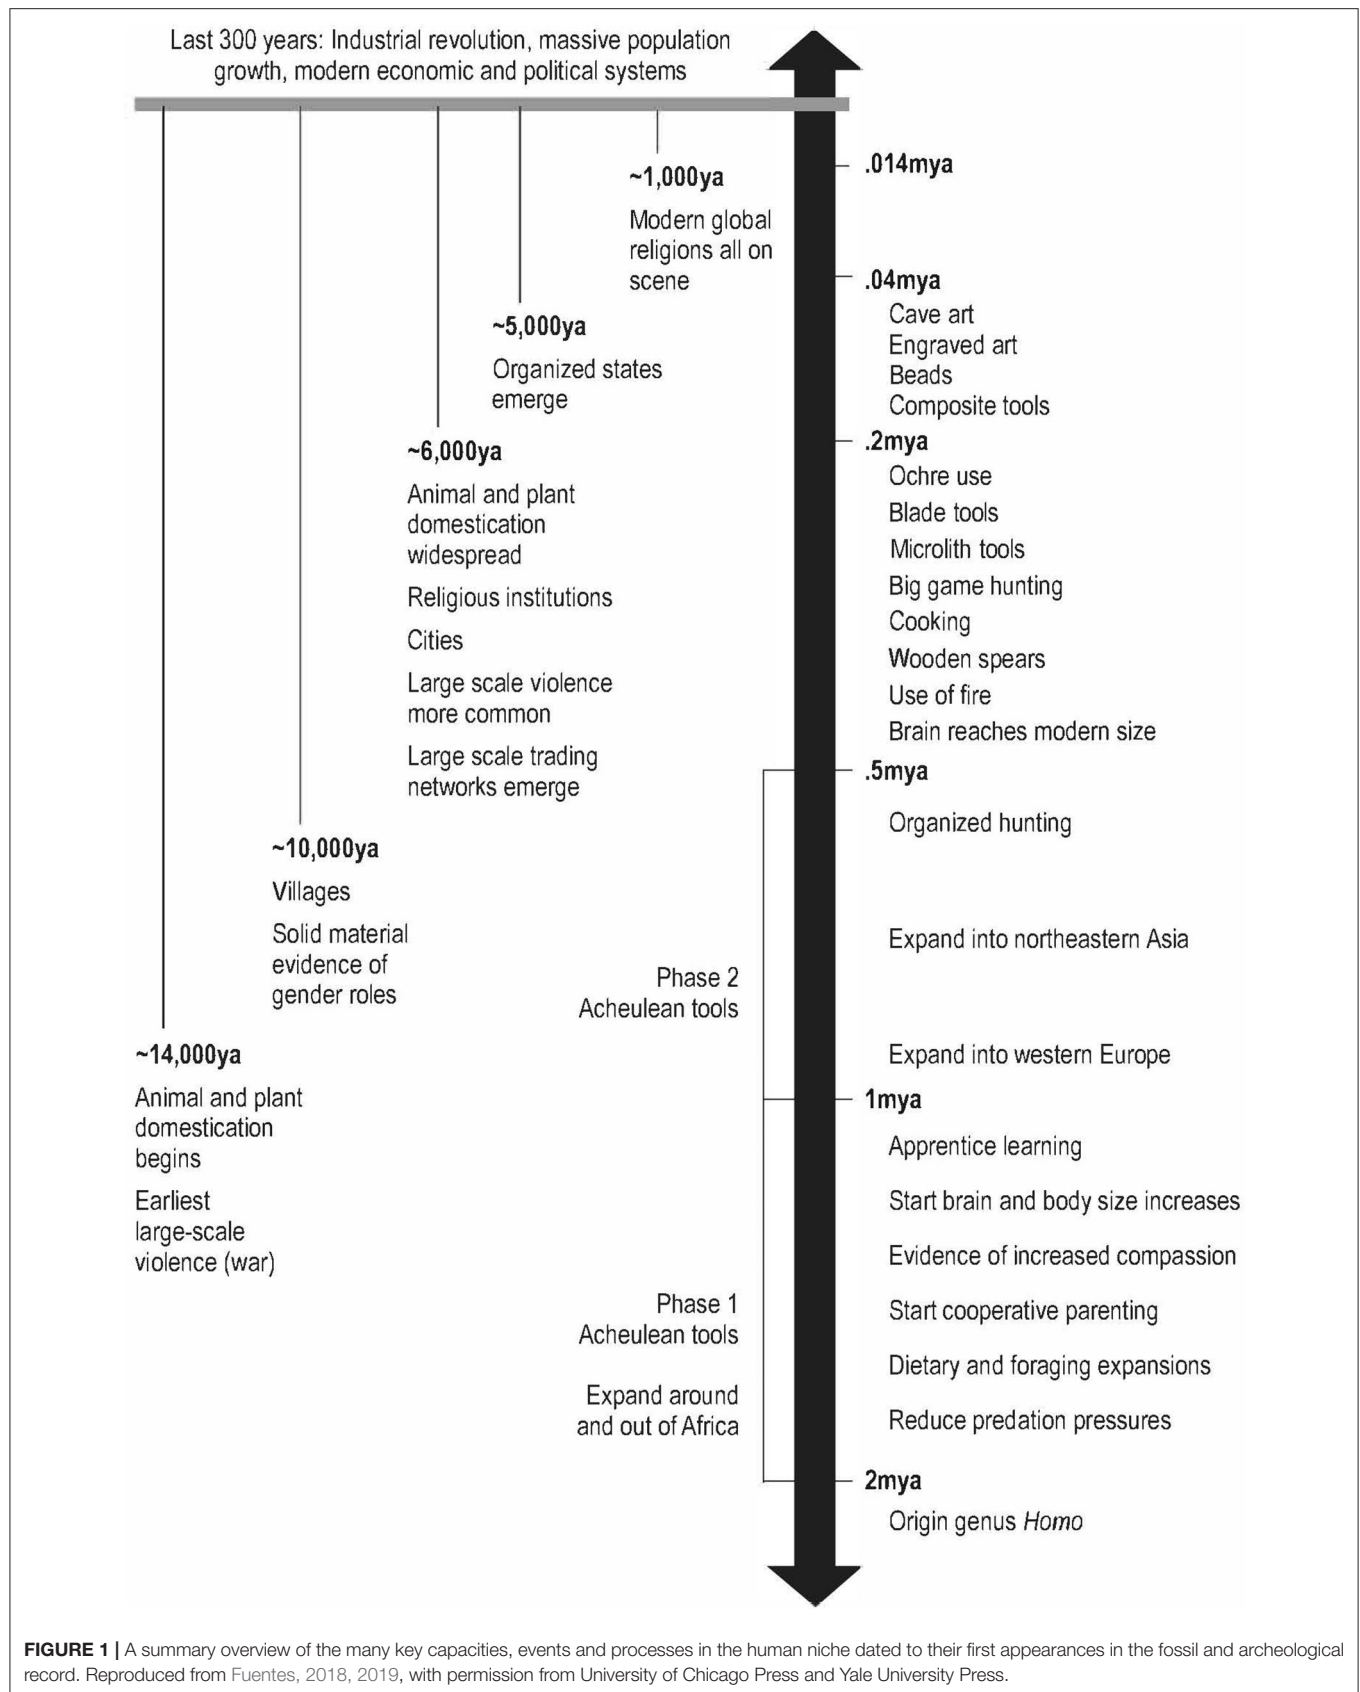 Last 300 years: Industrial revolution, massive population
growth, modern economic and political systems
~1,000ya
Modern global
religions all on
scene
~5,000ya
Organized states
emerge
~6,000ya
Animal and plant
domestication
widespread
Religious institutions
Cities
Large scale violence
more common
Large scale trading
networks emerge
~10,000ya
Villages
Solid material
evidence of
gender roles
~14,000ya
Animal and plant
domestication
begins
Earliest
large-scale
violence (war)
Phase 2
Acheulean tools
Phase 1
Acheulean tools
Expand around
and out of Africa
.014mya
.04mya
Cave art
Engraved art
Beads
Composite tools
.2mya
Ochre use
Blade tools
Microlith tools
Big game hunting
Cooking
Wooden spears
Use of fire
Brain reaches modern size
.5mya
Organized hunting
Expand into northeastern Asia
Expand into western Europe
1mya
Apprentice learning
Start brain and body size increases
Evidence of increased compassion
Start cooperative parenting
Dietary and foraging expansions
Reduce predation pressures
2mya
Origin genus Homo
FIGURE 1 | A summary overview of the many key capacities, events and processes in the human niche dated to their first appearances in the fossil and archeological
record. Reproduced from Fuentes, 2018, 2019, with permission from University of Chicago Press and Yale University Press.